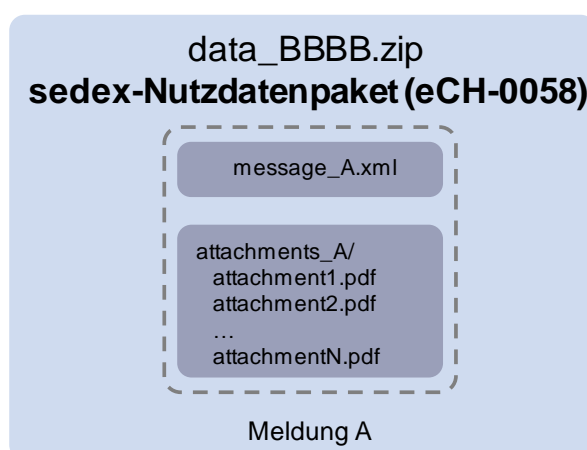 data_BBBB.zip
sedex-Nutzdatenpaket (eCH-0058)
message_A.xml
attachments_A/
attachment1.pdf
attachment2.pdf
…
attachmentN.pdf
Meldung A